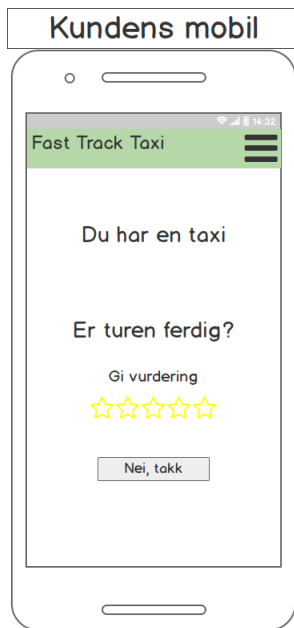 Kundens mobil
14:32
Fast Track Taxi
Du har en taxi
Er turen ferdig?
Gi vurdering
Nei, takk